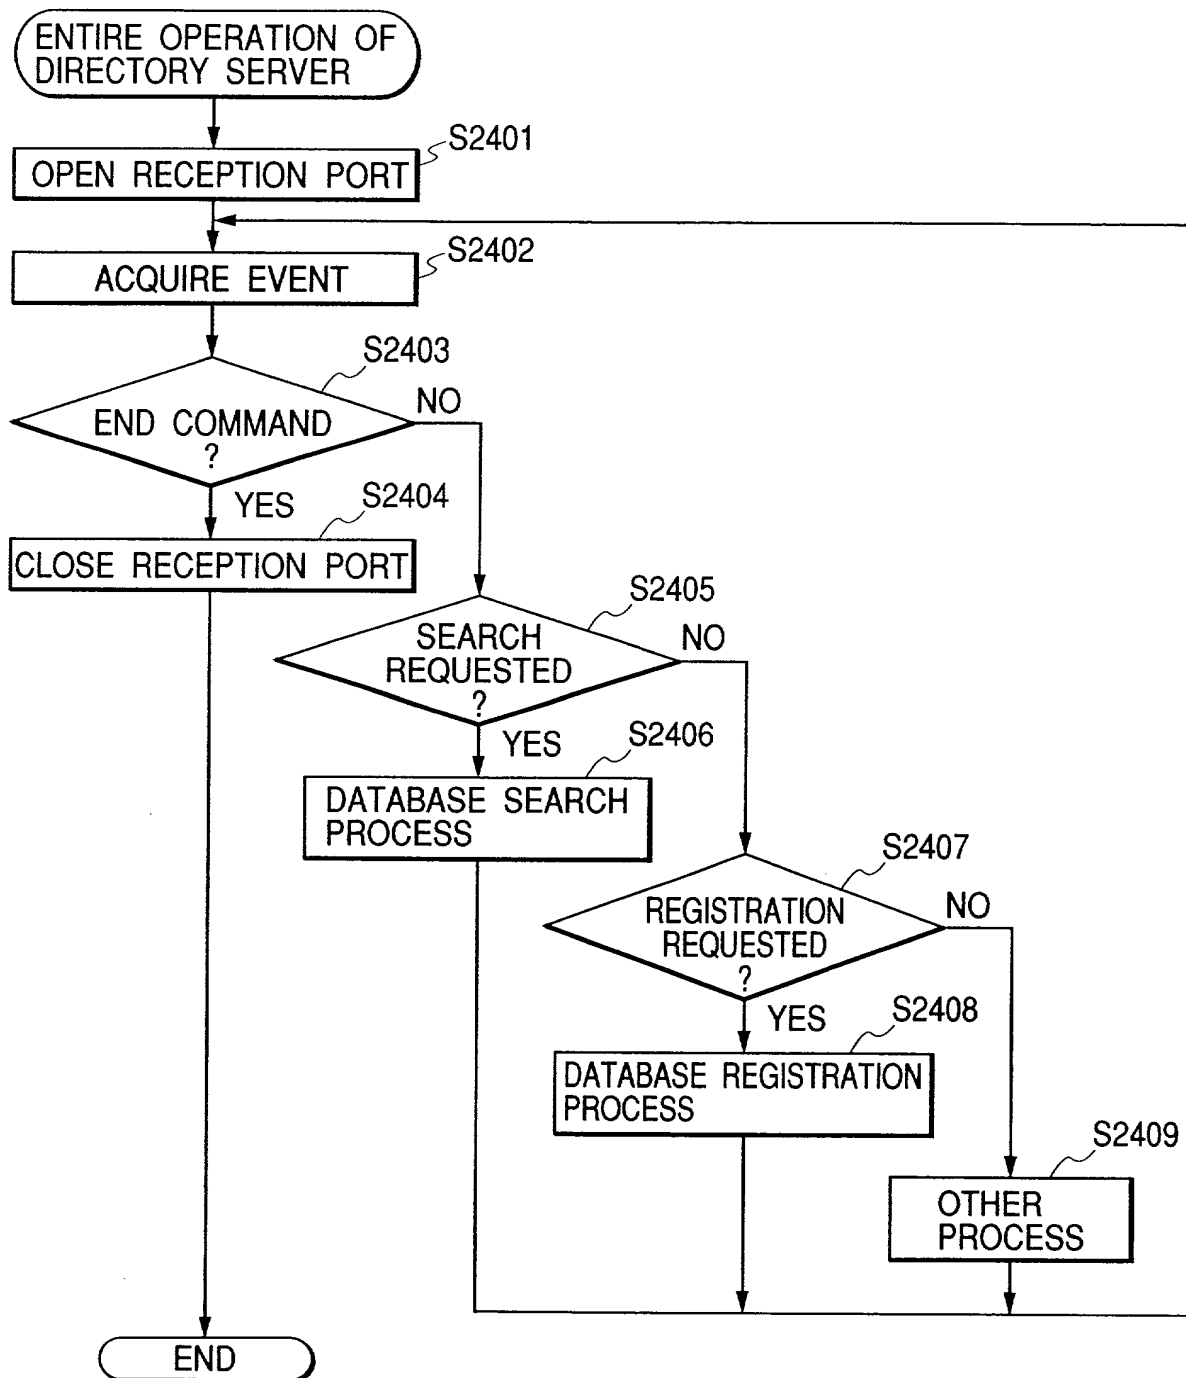 ENTIRE OPERATION OF
DIRECTORY SERVER
S2401
OPEN RECEPTION PORT
S2402
ACQUIRE EVENT
S2403
NO
END COMMAND
?
YES
S2404
CLOSE RECEPTION PORT
S2405
NO
SEARCH
REQUESTED
?
YES
S2406
DATABASE SEARCH
PROCESS
S2407
NO
REGISTRATION
REQUESTED
?
YES
S2408
DATABASE REGISTRATION
PROCESS
S2409
OTHER
PROCESS
END